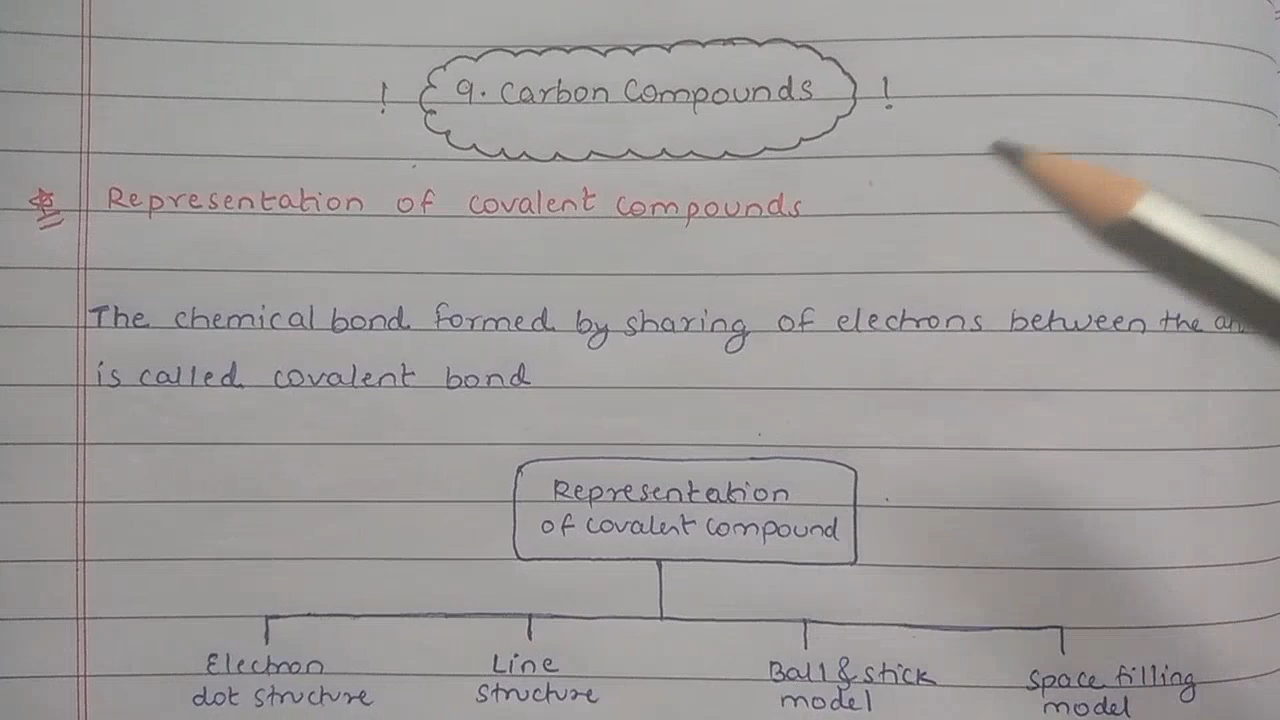 ! 9. Carbon Compounds !
Representation of covalent compounds
The chemical bond formed by sharing of electrons between the
is called covalent bond
Representation
of covalent compound
Electron
dot structure
Line
structure
Ball & stick
model
Space filling
model